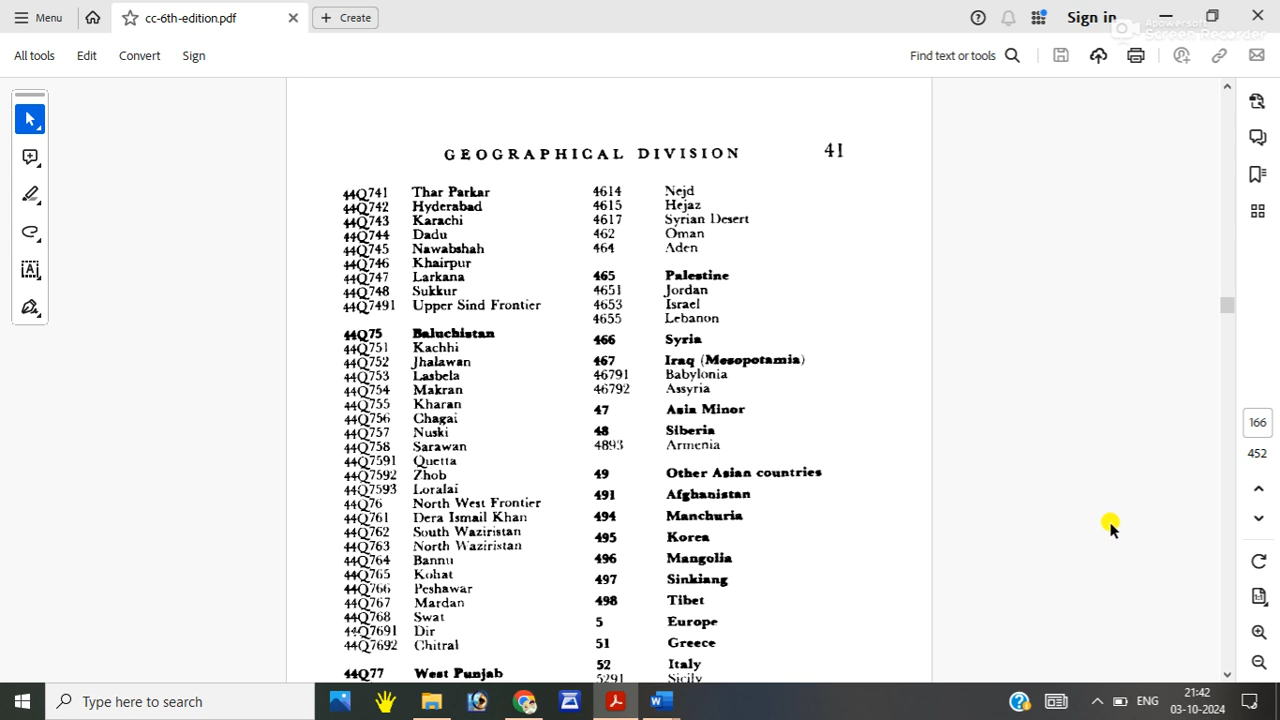 Menu
cc-6th-edition.pdf
Create
Sign in
Apowersoft
Screen Recorder
All tools
Edit
Convert
Sign
Find text or tools
GEOGRAPHICAL DIVISION 41
44Q741 Thar Parkar
44Q742 Hyderabad
44Q743 Karachi
44Q744 Dadu
44Q745 Nawabshah
44Q746 Khairpur
44Q747 Larkana
44Q748 Sukkur
44Q7491 Upper Sind Frontier
44Q75 Baluchistan
44Q751 Kachhi
44Q752 Jhalawan
44Q753 Lasbela
44Q754 Makran
44Q755 Kharan
44Q756 Chagai
44Q757 Nuski
44Q758 Sarawan
44Q7591 Quetta
44Q7592 Zhob
44Q7593 Loralai
44Q76 North West Frontier
44Q761 Dera Ismail Khan
44Q762 South Waziristan
44Q763 North Waziristan
44Q764 Bannu
44Q765 Kohat
44Q766 Peshawar
44Q767 Mardan
44Q768 Swat
44Q7691 Dir
44Q7692 Chitral
44Q77 West Punjab
4614 Nejd
4615 Hejaz
4617 Syrian Desert
462 Oman
464 Aden
465 Palestine
4651 Jordan
4653 Israel
4655 Lebanon
466 Syria
467 Iraq (Mesopotamia)
46791 Babylonia
46792 Assyria
47 Asia Minor
48 Siberia
4893 Armenia
49 Other Asian countries
491 Afghanistan
494 Manchuria
495 Korea
496 Mangolia
497 Sinkiang
498 Tibet
5 Europe
51 Greece
52 Italy
5291 Sicily
166
452
Type here to search
ENG
21:42
03-10-2024